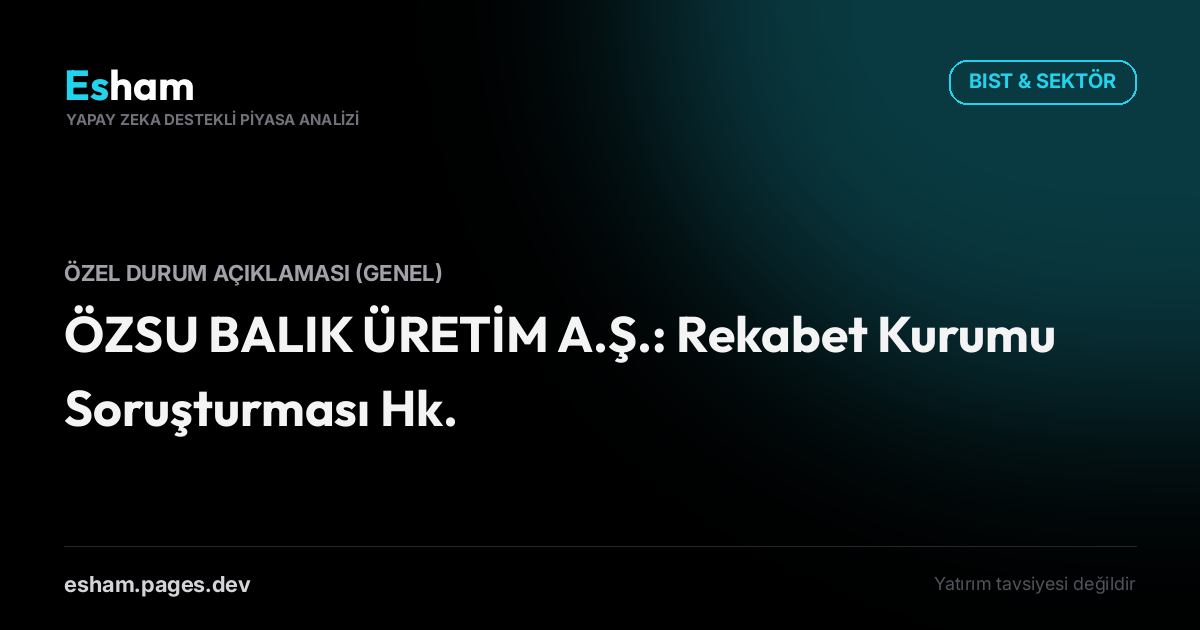 Esham
BIST & SEKTÖR
YAPAY ZEKA DESTEKLİ PİYASA ANALİZİ
ÖZEL DURUM AÇIKLAMASI (GENEL)
ÖZSU BALIK ÜRETİM A.Ş.: Rekabet Kurumu
Soruşturması Hk.
esham.pages.dev
Yatırım tavsiyesi değildir